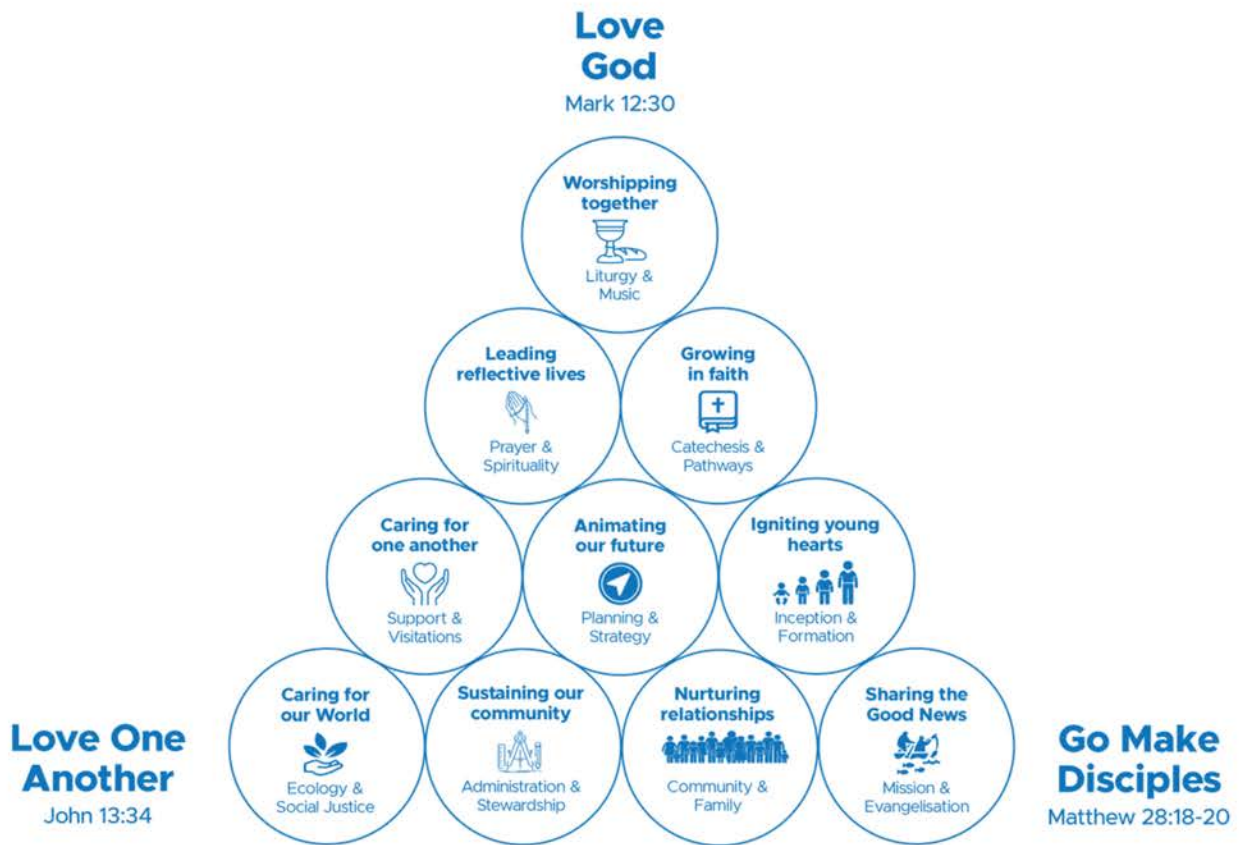 Love
God
Mark 12:30
Worshipping
together
Liturgy &
Music
Leading
reflective lives
Prayer &
Spirituality
Growing
in faith
Catechesis &
Pathways
Caring for
one another
Support &
Visitations
Animating
our future
Planning &
Strategy
Igniting young
hearts
Inception &
Formation
Caring for
our World
Ecology &
Social Justice
Sustaining our
community
Administration &
Stewardship
Nurturing
relationships
Community &
Family
Sharing the
Good News
Mission &
Evangelisation
Love One
Another
John 13:34
Go Make
Disciples
Matthew 28:18-20